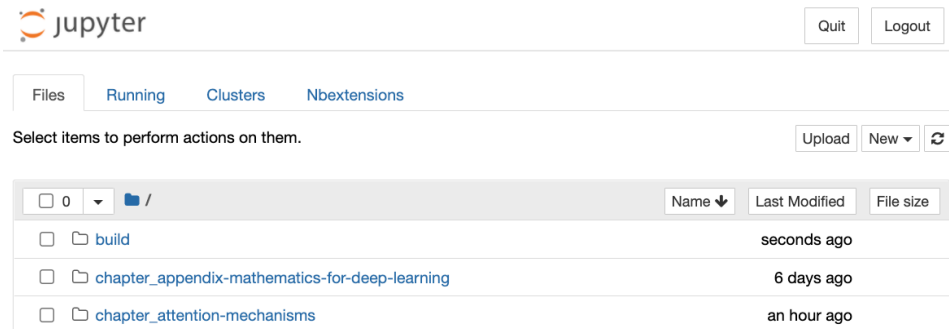 jupyter Quit Logout
Files Running Clusters Nbextensions
Select items to perform actions on them. Upload New
0 / Name Last Modified File size
build seconds ago
chapter_appendix-mathematics-for-deep-learning 6 days ago
chapter_attention-mechanisms an hour ago